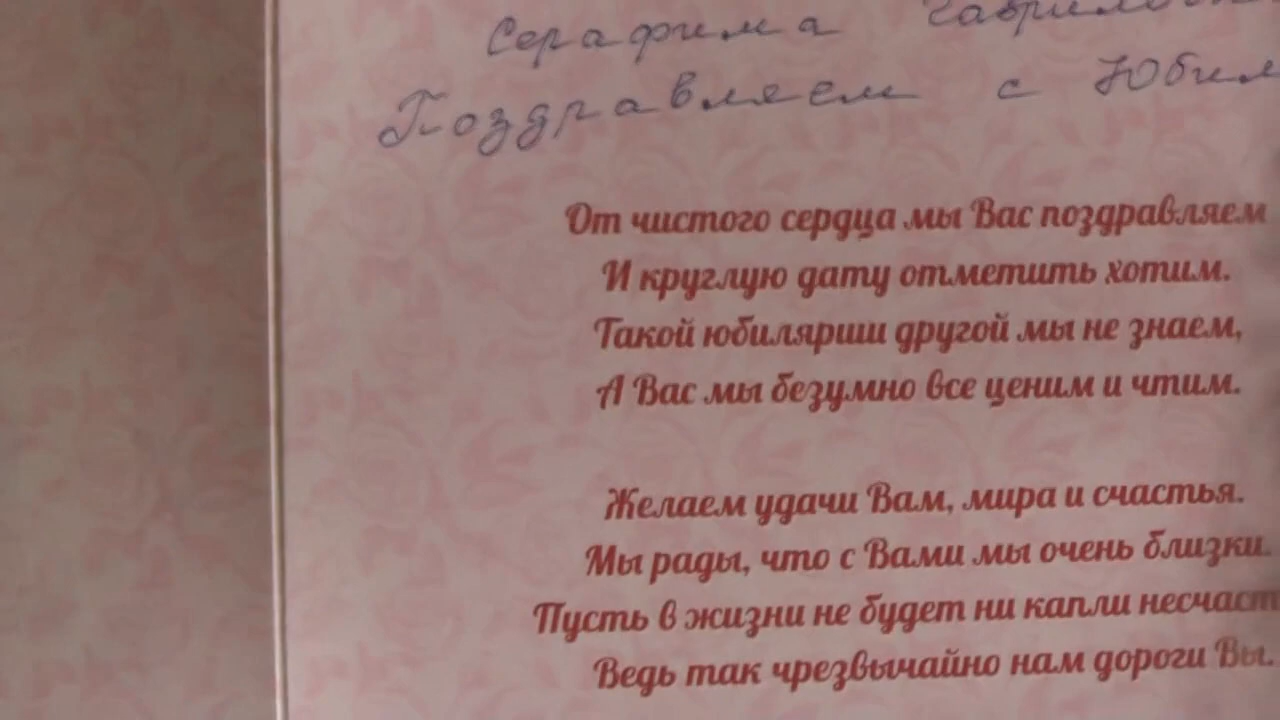 Серафима
Поздравляем с Юбил
От чистого сердца мы Вас поздравляем
И круглую дату отметить хотим.
Такой юбилярши другой мы не знаем,
А Вас мы безумно все ценим и чтим.
Желаем удачи Вам, мира и счастья.
Мы рады, что с Вами мы очень близки.
Пусть в жизни не будет ни капли несчаст
Ведь так чрезвычайно нам дороги Вы.